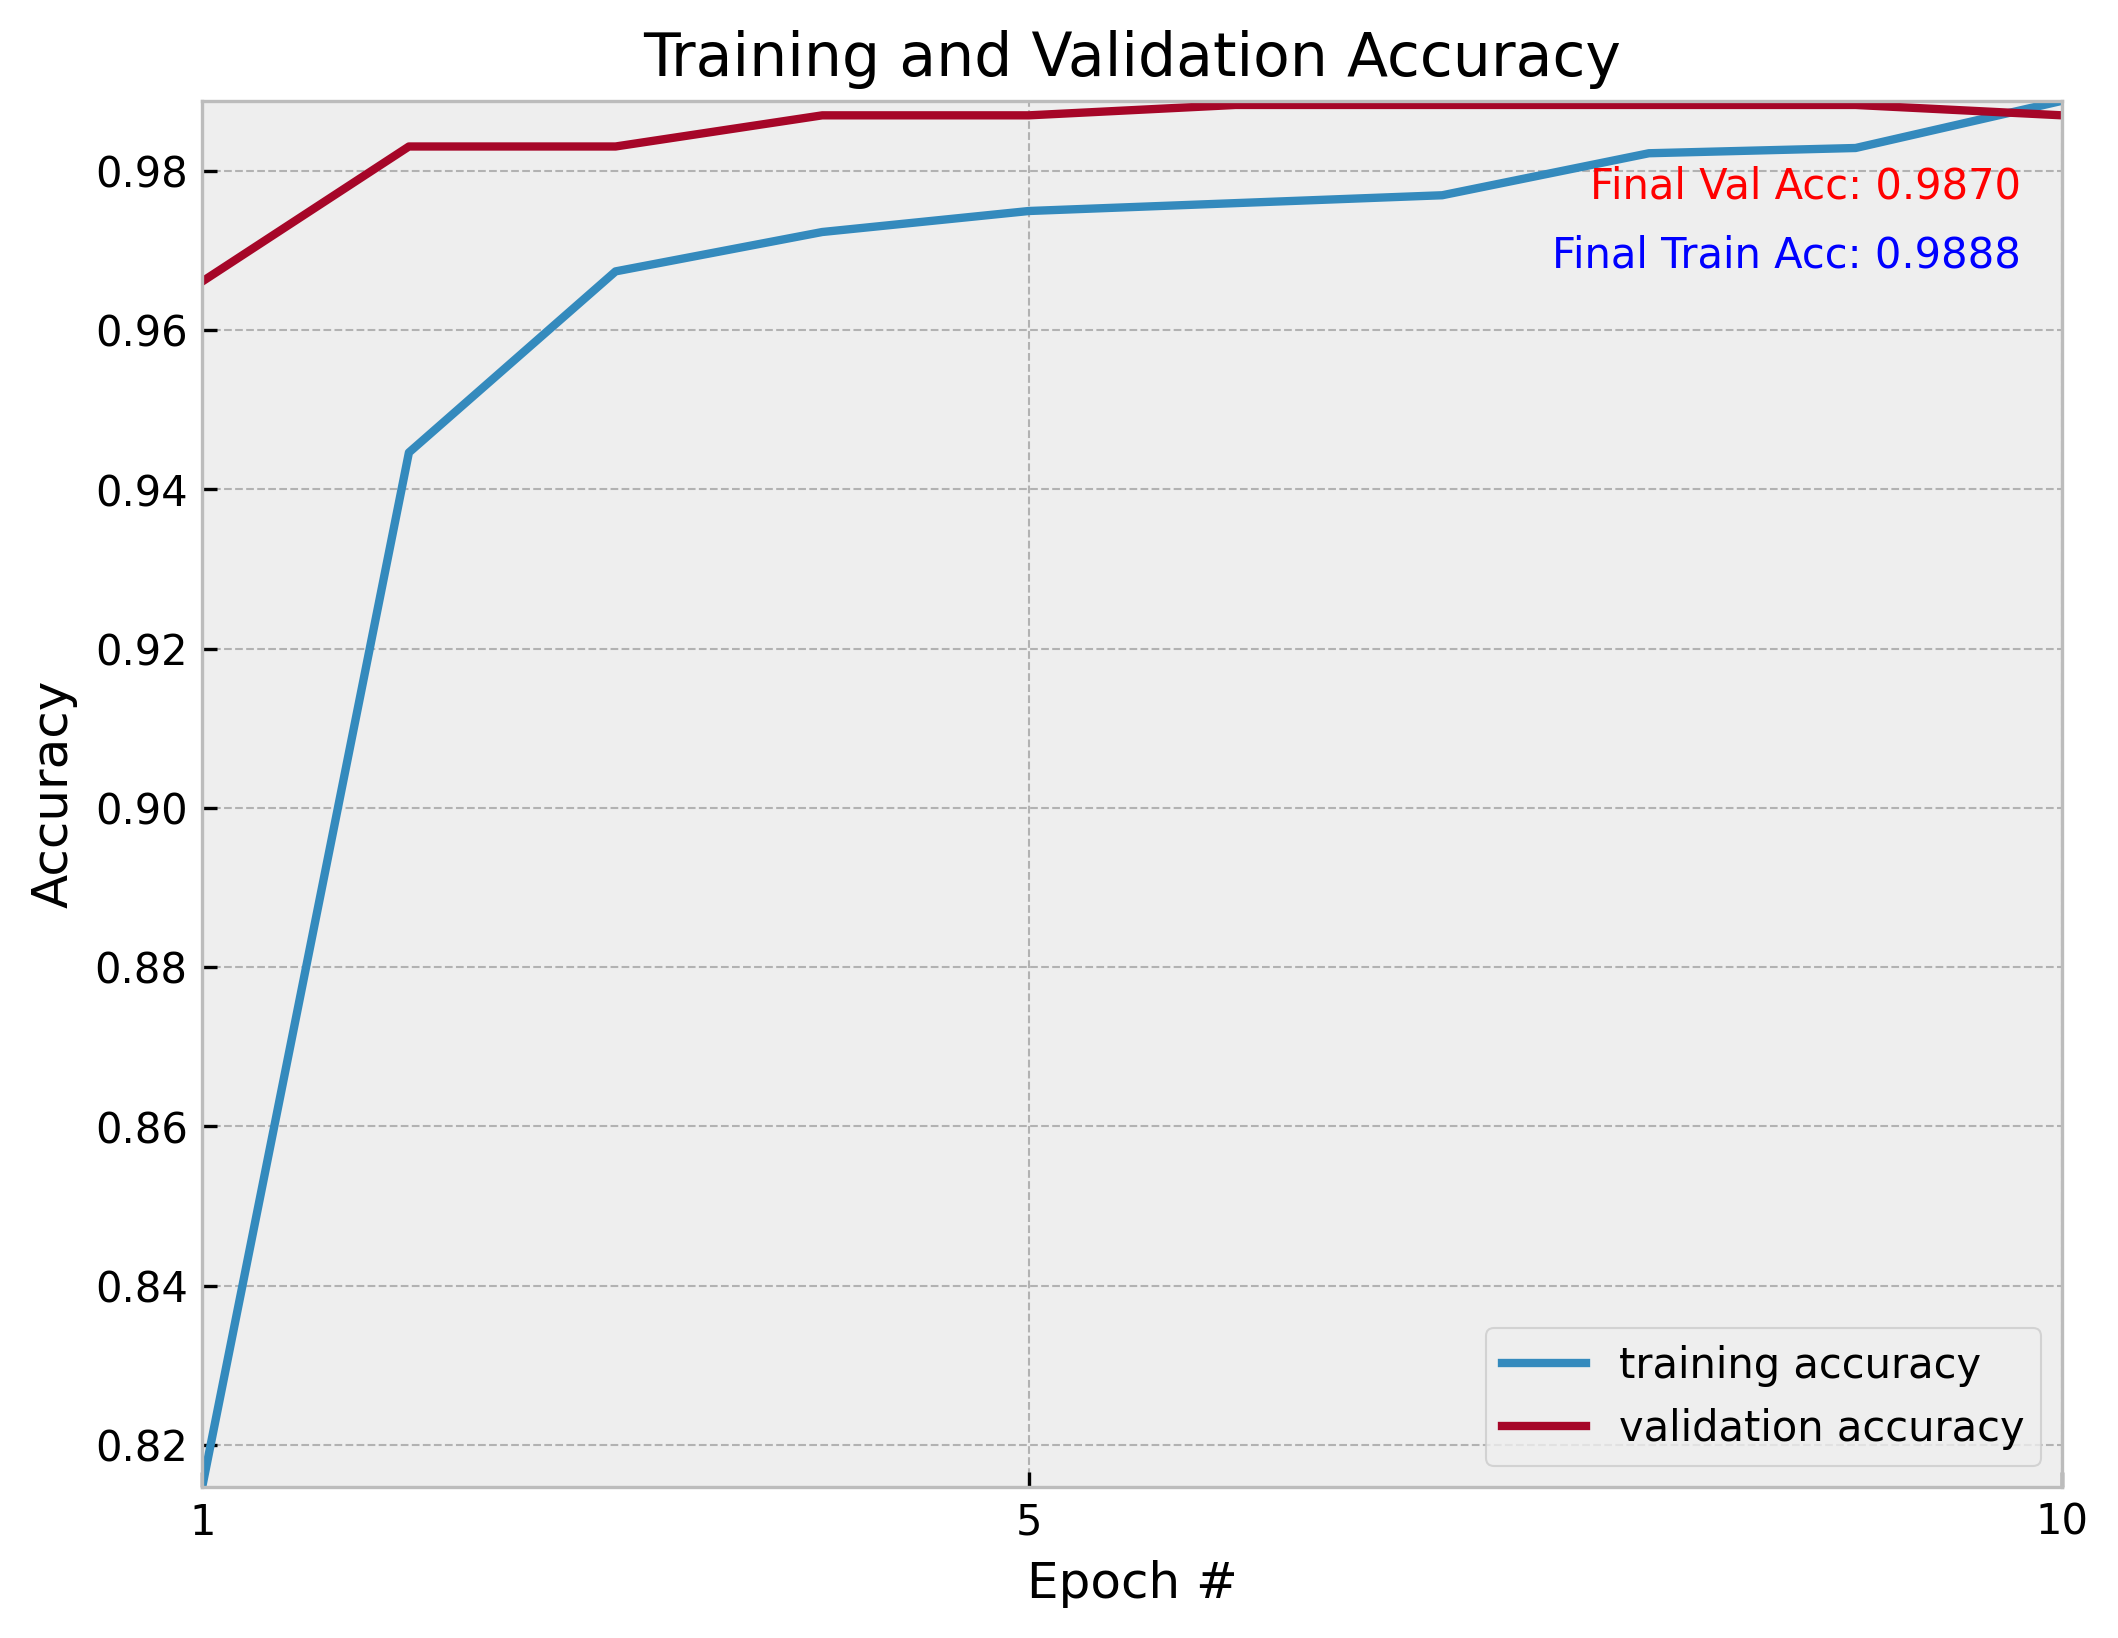 Training and Validation Accuracy
0.98
Final Val Acc: 0.9870
Final Train Acc: 0.9888
0.96
0.94
0.92
0.90
0.88
0.86
0.84
0.82
Accuracy
training accuracy
validation accuracy
1 5 10
Epoch #